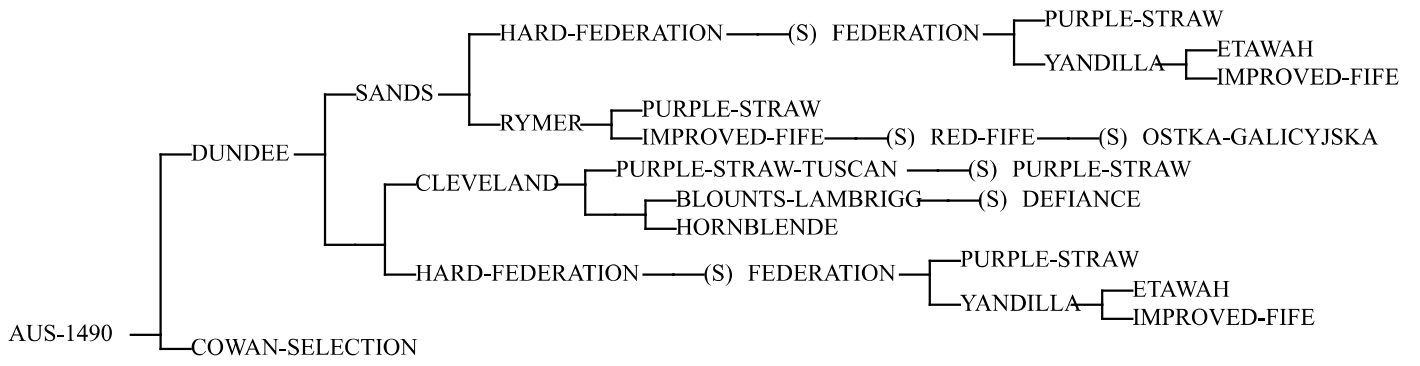 HARD-FEDERATION (S) FEDERATION PURPLE-STRAW
YANDILLA ETAWAH
IMPROVED-FIFE
SANDS
RYMER PURPLE-STRAW
IMPROVED-FIFE (S) RED-FIFE (S) OSTKA-GALICYJSKA
DUNDEE
CLEVELAND PURPLE-STRAW-TUSCAN (S) PURPLE-STRAW
BLOUNTS-LAMBRIGG (S) DEFIANCE
HORNBLENDE
HARD-FEDERATION (S) FEDERATION PURPLE-STRAW
YANDILLA ETAWAH
IMPROVED-FIFE
AUS-1490
COWAN-SELECTION